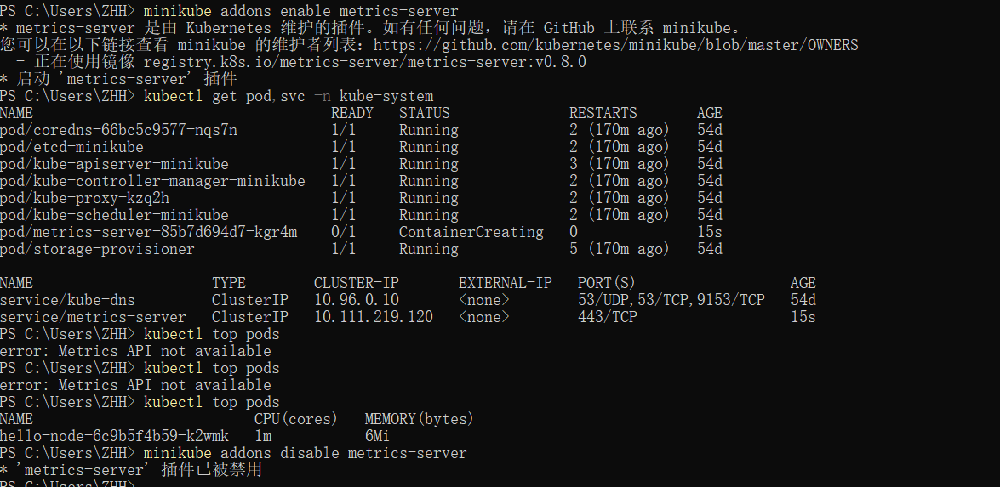 PS C:\Users\ZHH> minikube addons enable metrics-server
* metrics-server 是由 Kubernetes 维护的插件。如有任何问题，请在 GitHub 上联系 minikube。
您可以在以下链接查看 minikube 的维护者列表：https://github.com/kubernetes/minikube/blob/master/OWNERS
  - 正在使用镜像 registry.k8s.io/metrics-server/metrics-server:v0.8.0
* 启动 'metrics-server' 插件
PS C:\Users\ZHH> kubectl get pod,svc -n kube-system
NAME READY STATUS RESTARTS AGE
pod/coredns-66bc5c9577-nqs7n 1/1 Running 2 (170m ago) 54d
pod/etcd-minikube 1/1 Running 2 (170m ago) 54d
pod/kube-apiserver-minikube 1/1 Running 3 (170m ago) 54d
pod/kube-controller-manager-minikube 1/1 Running 2 (170m ago) 54d
pod/kube-proxy-kzq2h 1/1 Running 2 (170m ago) 54d
pod/kube-scheduler-minikube 1/1 Running 2 (170m ago) 54d
pod/metrics-server-85b7d694d7-kgr4m 0/1 ContainerCreating 0 15s
pod/storage-provisioner 1/1 Running 5 (170m ago) 54d

NAME TYPE CLUSTER-IP EXTERNAL-IP PORT(S) AGE
service/kube-dns ClusterIP 10.96.0.10 <none> 53/UDP,53/TCP,9153/TCP 54d
service/metrics-server ClusterIP 10.111.219.120 <none> 443/TCP 15s
PS C:\Users\ZHH> kubectl top pods
error: Metrics API not available
PS C:\Users\ZHH> kubectl top pods
error: Metrics API not available
PS C:\Users\ZHH> kubectl top pods
NAME CPU(cores) MEMORY(bytes)
hello-node-6c9b5f4b59-k2wmk 1m 6Mi
PS C:\Users\ZHH> minikube addons disable metrics-server
* 'metrics-server' 插件已被禁用
PS C:\Users\ZHH>